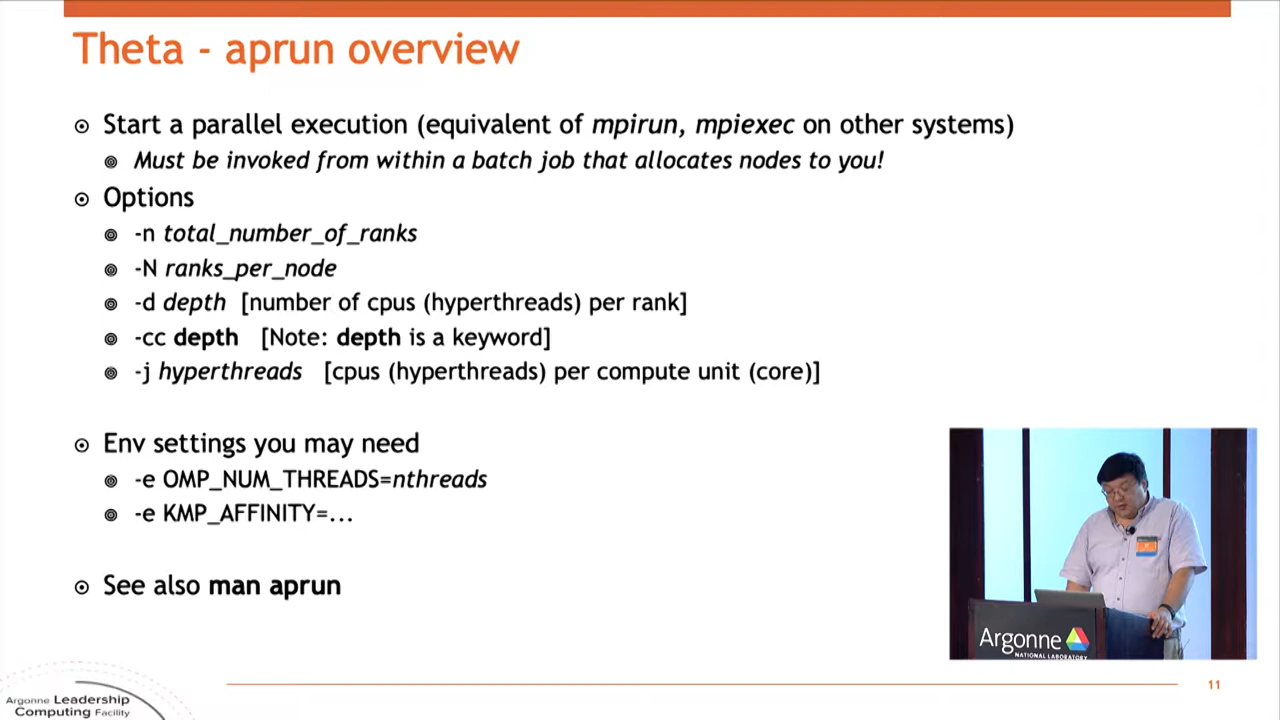 Theta - aprun overview
Start a parallel execution (equivalent of mpirun, mpiexec on other systems)
Must be invoked from within a batch job that allocates nodes to you!
Options
-n total_number_of_ranks
-N ranks_per_node
-d depth [number of cpus (hyperthreads) per rank]
-cc depth [Note: depth is a keyword]
-j hyperthreads [cpus (hyperthreads) per compute unit (core)]
Env settings you may need
-e OMP_NUM_THREADS=nthreads
-e KMP_AFFINITY=...
See also man aprun
Argonne
NATIONAL LABORATORY
Argonne Leadership
Computing Facility
11